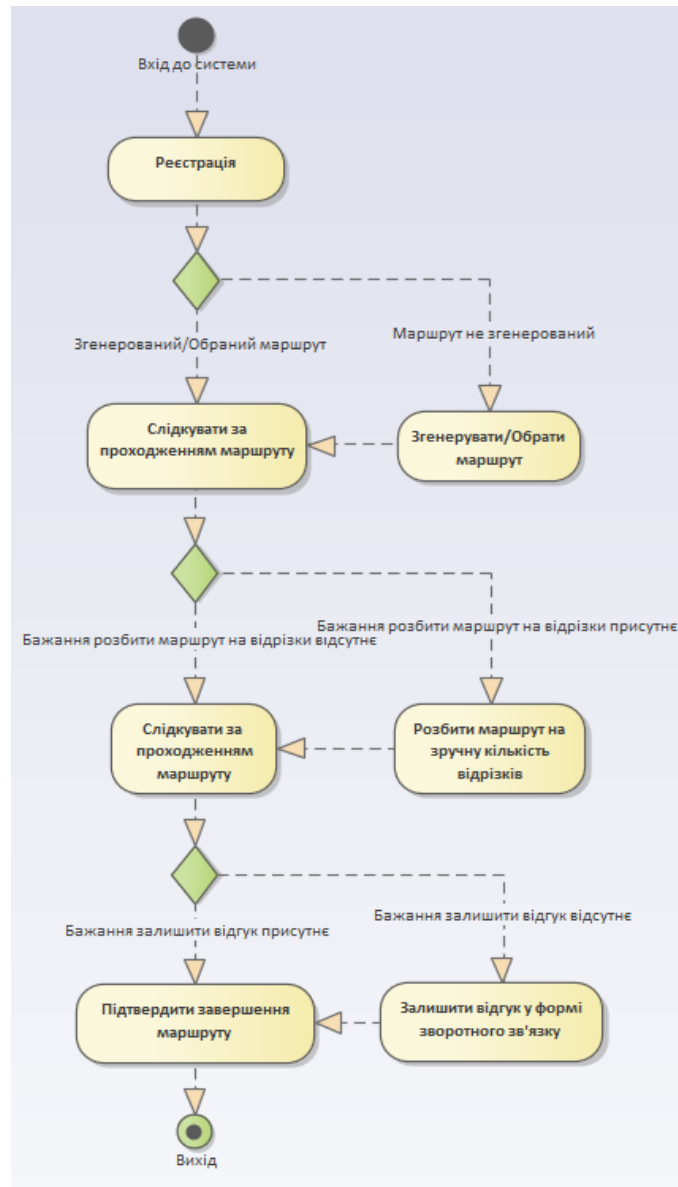 Вхід до системи
Реєстрація
Згенерований/Обраний маршрут
Маршрут не згенерований
Слідкувати за
проходженням маршруту
Згенерувати/Обрати
маршрут
Бажання розбити маршрут на відрізки відсутнє
Бажання розбити маршрут на відрізки присутнє
Слідкувати за
проходженням
маршруту
Розбити маршрут на
зручну кількість
відрізків
Бажання залишити відгук присутнє
Бажання залишити відгук відсутнє
Підтвердити завершення
маршруту
Залишити відгук у формі
зворотного зв'язку
Вихід